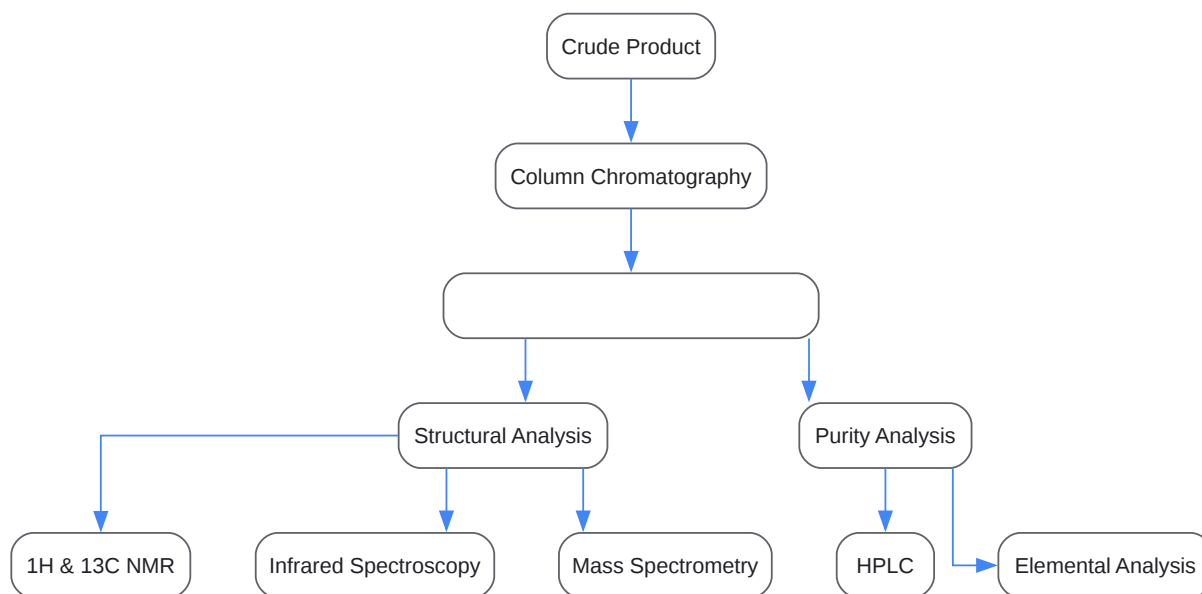 Crude Product
Column Chromatography
Structural Analysis
Purity Analysis
1H & 13C NMR
Infrared Spectroscopy
Mass Spectrometry
HPLC
Elemental Analysis